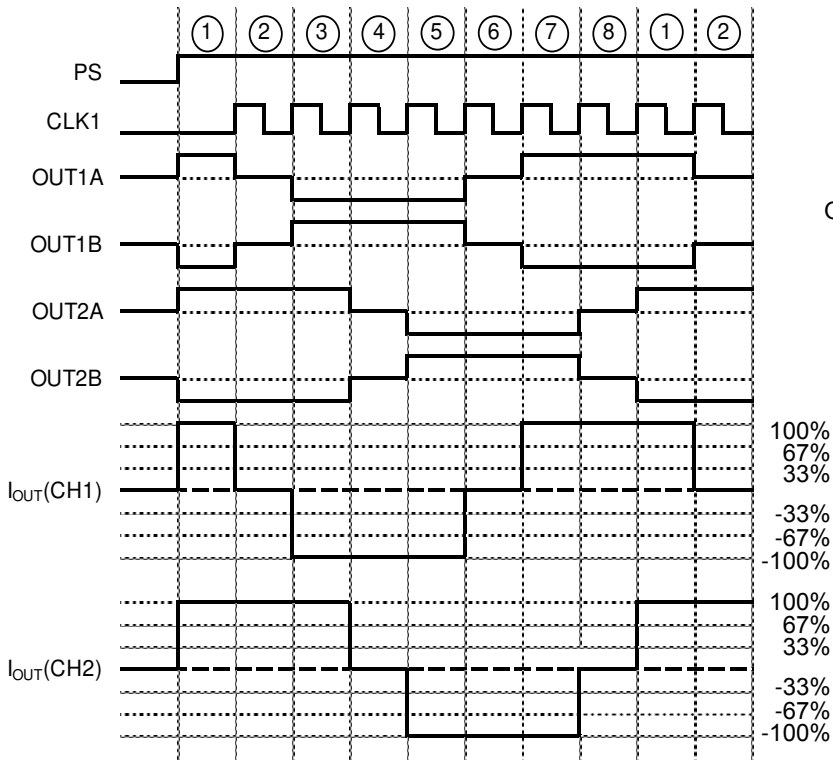 ① ② ③ ④ ⑤ ⑥ ⑦ ⑧ ① ②
PS
CLK1
OUT1A
OUT1B
OUT2A
OUT2B
100%
67%
33%
IOUT(CH1)
-33%
-67%
-100%
100%
67%
33%
IOUT(CH2)
-33%
-67%
-100%